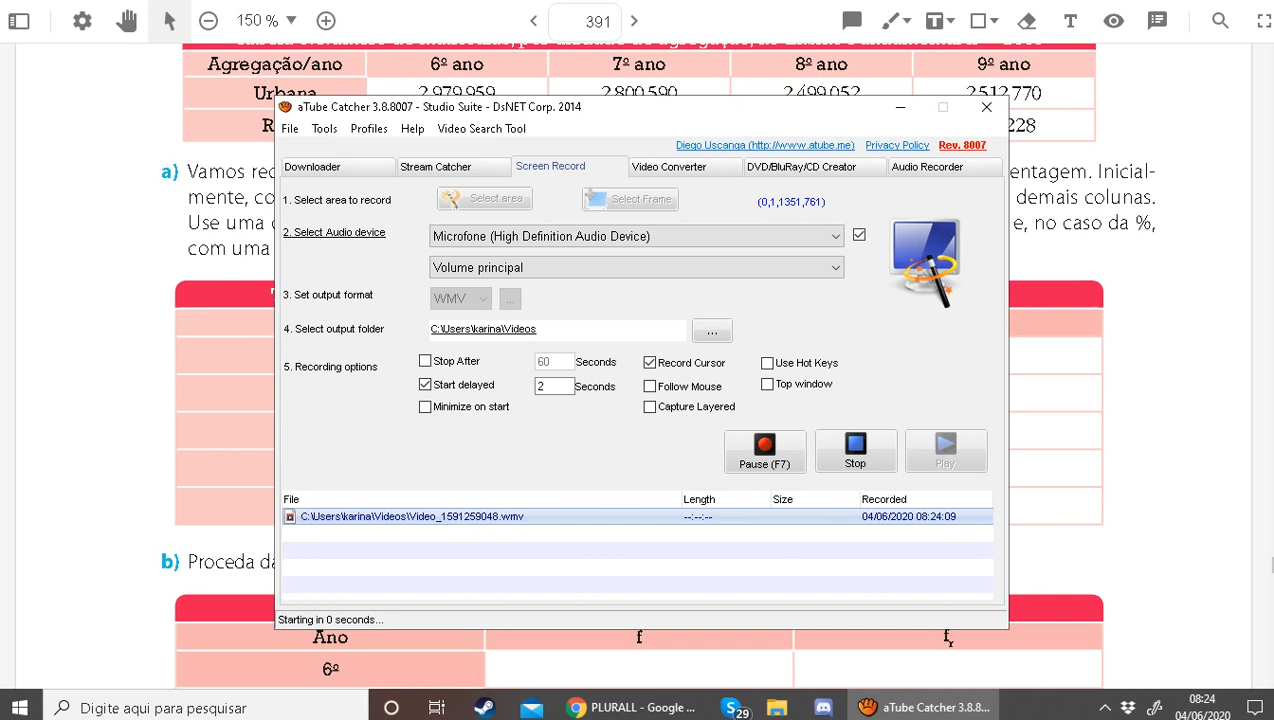 150 %
391
Agregação/ano 6º ano 7º ano 8º ano 9º ano
Urbana 2 979 959 2 800 590 2 499 052 2 512 770
R 228
aTube Catcher 3.8.8007 - Studio Suite - DsNET Corp. 2014
File Tools Profiles Help Video Search Tool
Diego Uscanga (http://www.atube.me) Privacy Policy Rev. 8007
Downloader Stream Catcher Screen Record Video Converter DVD/BluRay/CD Creator Audio Recorder
a) Vamos rec entagem. Inicial-
mente, co demais colunas.
Use uma c e, no caso da %,
com uma
1. Select area to record Select area Select Frame (0,1,1351,761)
2. Select Audio device Microfone (High Definition Audio Device)
Volume principal
3. Set output format WMV ...
4. Select output folder C:\Users\karina\Videos ...
5. Recording options
Stop After 60 Seconds Record Cursor Use Hot Keys
Start delayed 2 Seconds Follow Mouse Top window
Minimize on start Capture Layered
Pause (F7) Stop Play
File Length Size Recorded
C:\Users\karina\Videos\Video_1591259048.wmv --:--:-- 04/06/2020 08:24:09
b) Proceda da
Starting in 0 seconds...
Ano f fr
6º
Digite aqui para pesquisar
PLURALL - Google ...
29
aTube Catcher 3.8.8...
08:24
04/06/2020